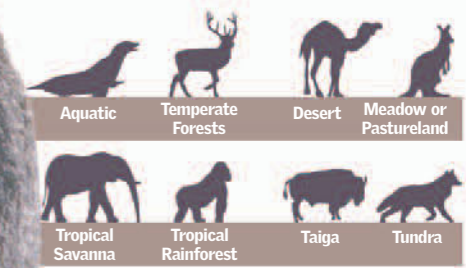 Aquatic
Temperate
Forests
Desert
Meadow or
Pastureland
Tropical
Savanna
Tropical
Rainforest
Taiga
Tundra